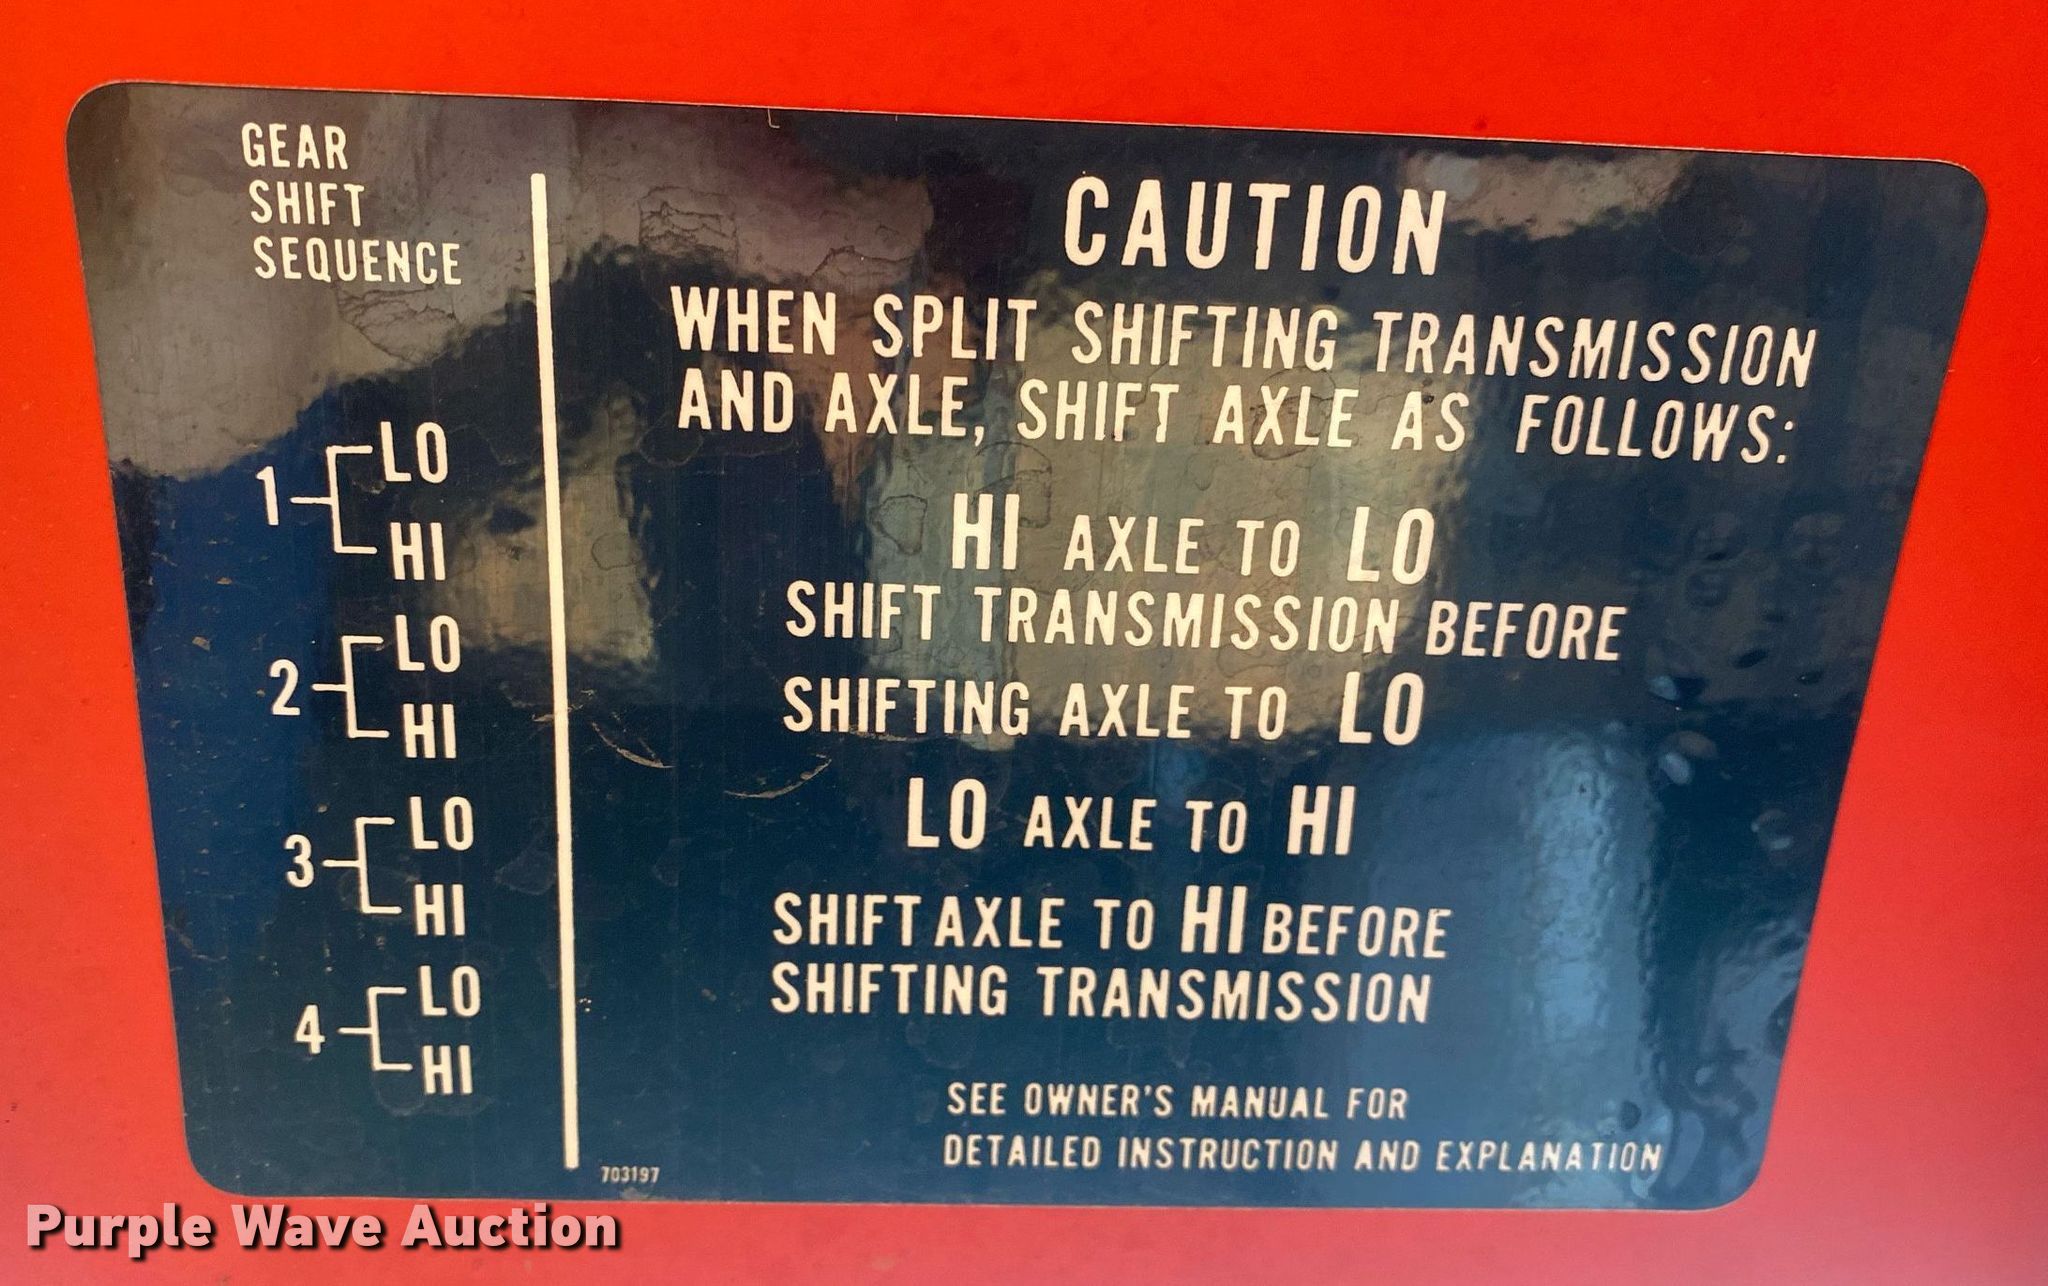 GEAR
SHIFT
SEQUENCE
1 LO
HI
2 LO
HI
3 LO
HI
4 LO
HI
CAUTION
WHEN SPLIT SHIFTING TRANSMISSION
AND AXLE, SHIFT AXLE AS FOLLOWS:
HI AXLE TO LO
SHIFT TRANSMISSION BEFORE
SHIFTING AXLE TO LO
LO AXLE TO HI
SHIFT AXLE TO HI BEFORE
SHIFTING TRANSMISSION
SEE OWNER'S MANUAL FOR
DETAILED INSTRUCTION AND EXPLANATION
703197
Purple Wave Auction